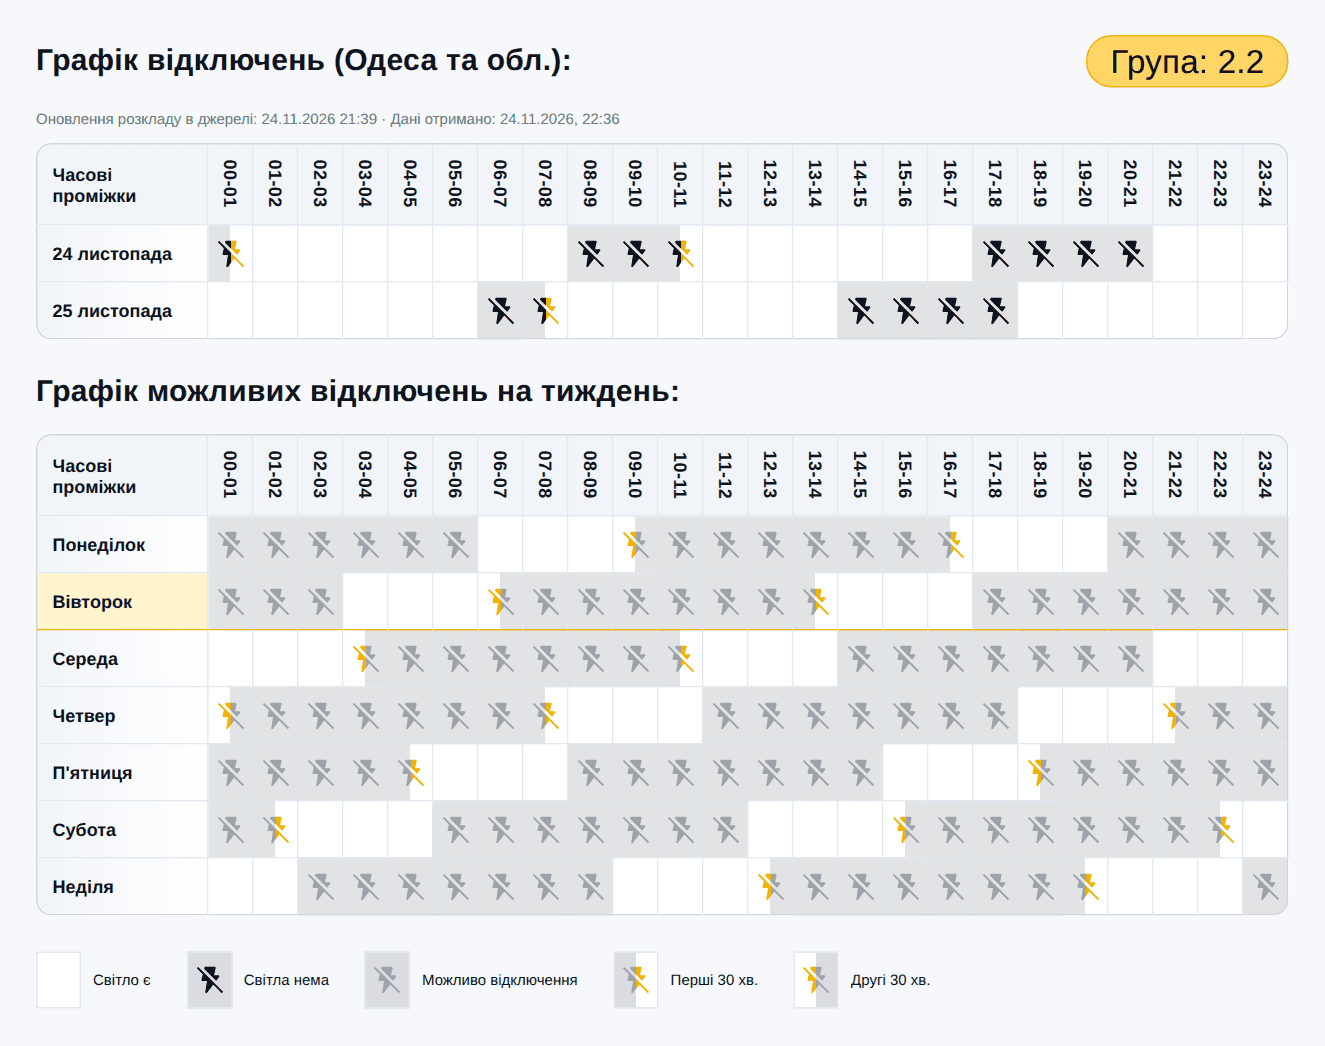 Графік відключень (Одеса та обл.):
Група: 2.2
Оновлення розкладу в джерелі: 24.11.2026 21:39 · Дані отримано: 24.11.2026, 22:36
Часові проміжки 00-01 01-02 02-03 03-04 04-05 05-06 06-07 07-08 08-09 09-10 10-11 11-12 12-13 13-14 14-15 15-16 16-17 17-18 18-19 19-20 20-21 21-22 22-23 23-24
24 листопада
25 листопада
Графік можливих відключень на тиждень:
Часові проміжки 00-01 01-02 02-03 03-04 04-05 05-06 06-07 07-08 08-09 09-10 10-11 11-12 12-13 13-14 14-15 15-16 16-17 17-18 18-19 19-20 20-21 21-22 22-23 23-24
Понеділок
Вівторок
Середа
Четвер
П'ятниця
Субота
Неділя
Світло є Світла нема Можливо відключення Перші 30 хв. Другі 30 хв.